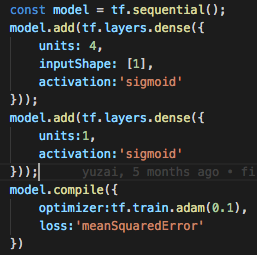 const model = tf.sequential();
model.add(tf.layers.dense({
units: 4,
inputShape: [1],
activation:'sigmoid'
}));
model.add(tf.layers.dense({
units:1,
activation:'sigmoid'
})); yuzai, 5 months ago • fi
model.compile({
optimizer:tf.train.adam(0.1),
loss:'meanSquaredError'
})